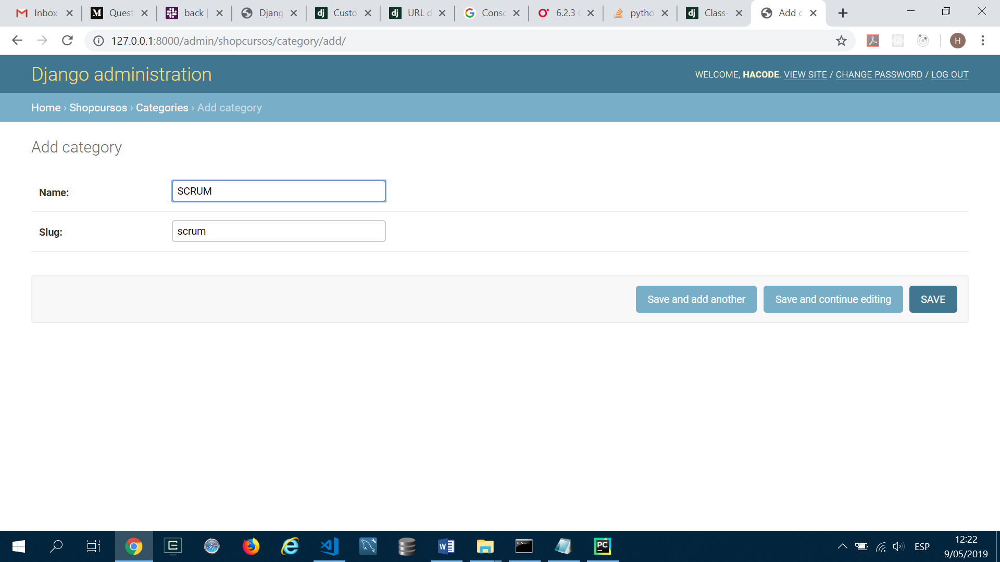 Inbox
Quest
back
Djang
Custo
URL d
Consc
6.2.3
pytho
Class-
Add c
127.0.0.1:8000/admin/shopcursos/category/add/
H
Django administration
WELCOME, HACODE. VIEW SITE / CHANGE PASSWORD / LOG OUT
Home › Shopcursos › Categories › Add category
Add category
Name:
SCRUM
Slug:
scrum
Save and add another
Save and continue editing
SAVE
ESP
12:22
9/05/2019